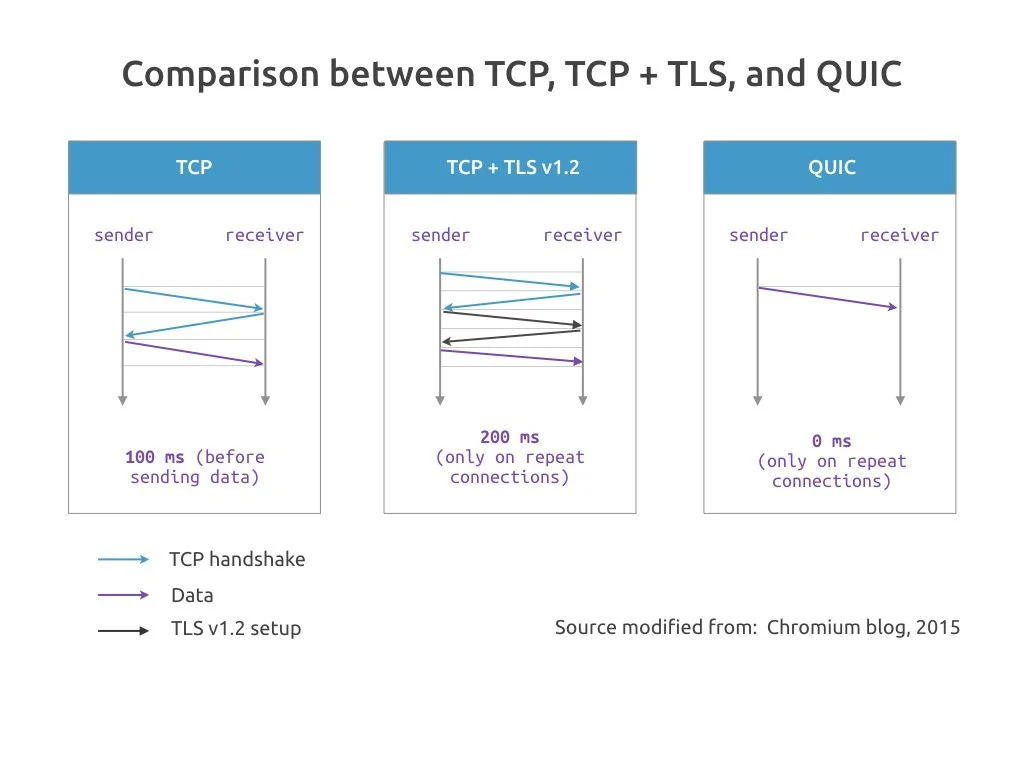 Comparison between TCP, TCP + TLS, and QUIC
TCP
sender receiver
100 ms (before
sending data)
TCP + TLS v1.2
sender receiver
200 ms
(only on repeat
connections)
QUIC
sender receiver
0 ms
(only on repeat
connections)
TCP handshake
Data
TLS v1.2 setup
Source modified from: Chromium blog, 2015